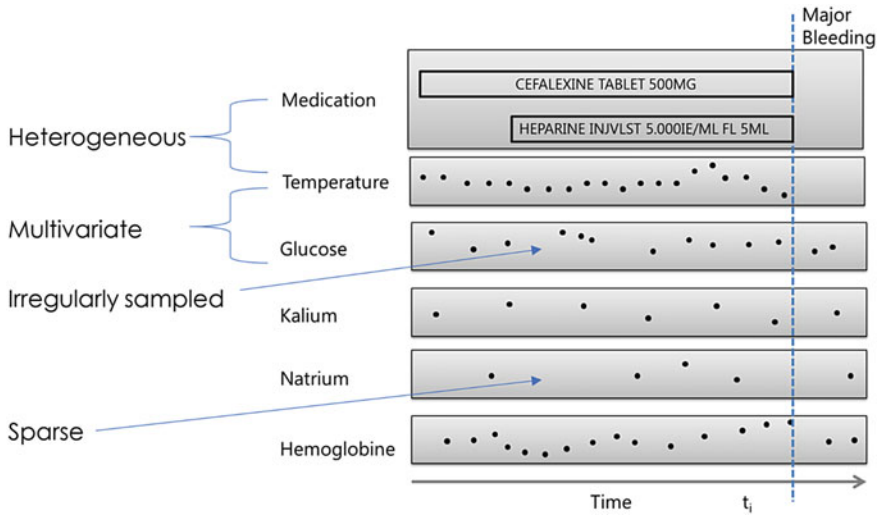 Major
Bleeding
CEFALEXINE TABLET 500MG
Medication
HEPARINE INJVLST 5.000IE/ML FL 5ML
Heterogeneous
Temperature
Multivariate
Glucose
Irregularly sampled
Kalium
Natrium
Sparse
Hemoglobine
Time
ti